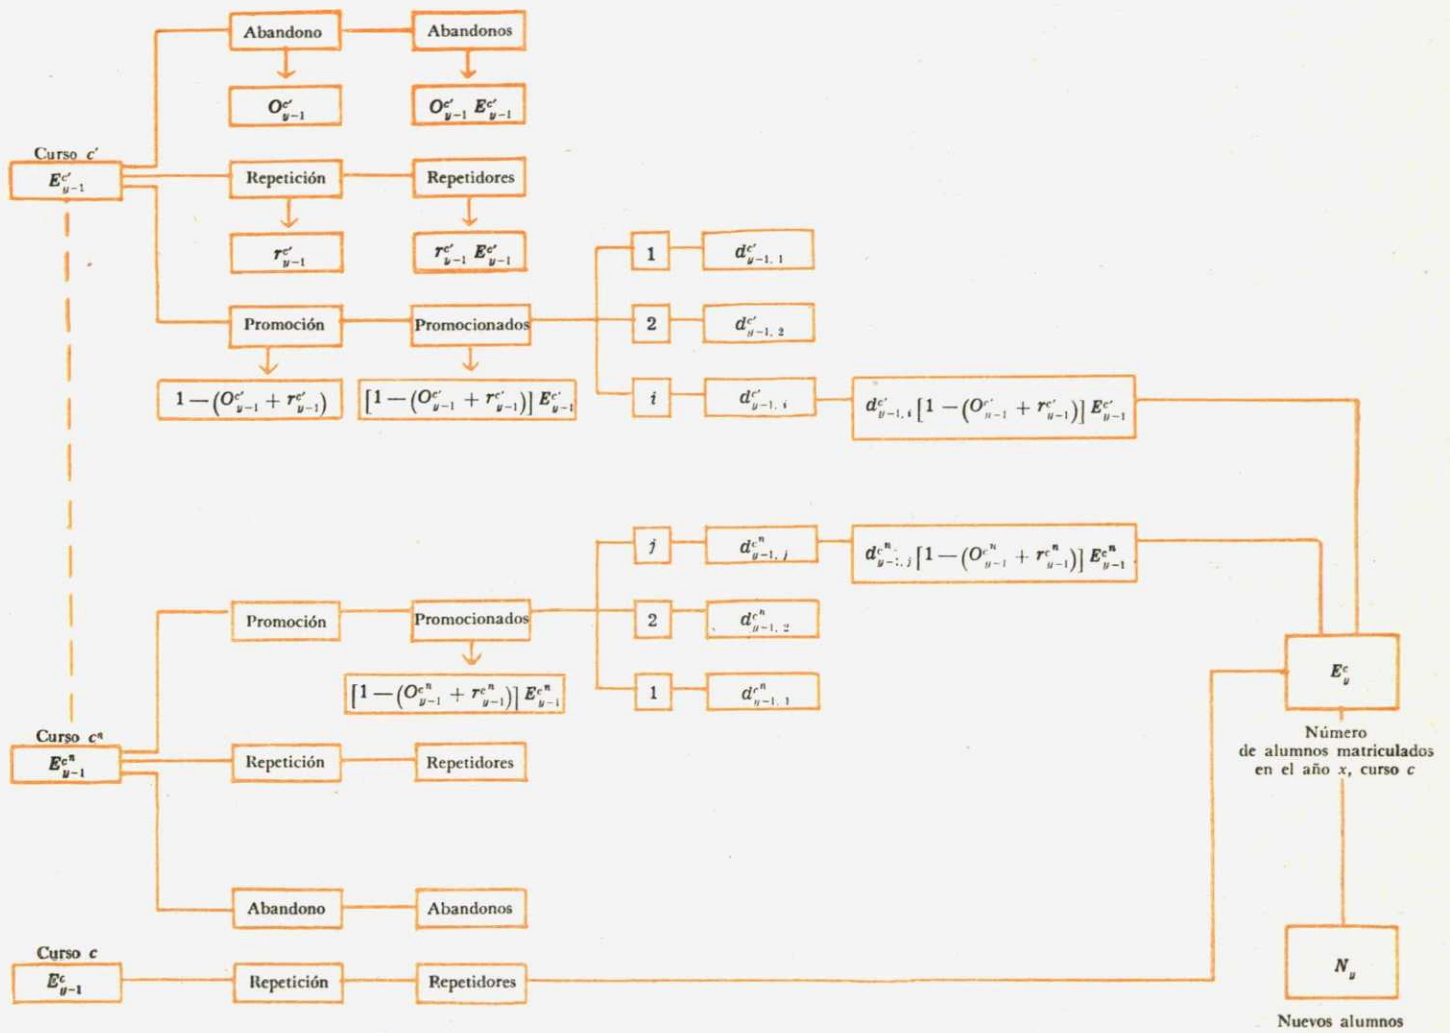 Abandono
Abandonos
O^{c'}_{y-1}
O^{c'}_{y-1} E^{c'}_{y-1}
Curso c'
E^{c'}_{y-1}
Repetición
Repetidores
r^{c'}_{y-1}
r^{c'}_{y-1} E^{c'}_{y-1}
1
d^{c'}_{y-1, 1}
Promoción
Promocionados
2
d^{c'}_{y-1, 2}
1—(O^{c'}_{y-1} + r^{c'}_{y-1})
[1—(O^{c'}_{y-1} + r^{c'}_{y-1})] E^{c'}_{y-1}
i
d^{c'}_{y-1, i}
d^{c'}_{y-1, i} [1—(O^{c'}_{y-1} + r^{c'}_{y-1})] E^{c'}_{y-1}
j
d^{c^n}_{y-1, j}
d^{c^n}_{y-1, j} [1—(O^{c^n}_{y-1} + r^{c^n}_{y-1})] E^{c^n}_{y-1}
Promoción
Promocionados
2
d^{c^n}_{y-1, 2}
[1—(O^{c^n}_{y-1} + r^{c^n}_{y-1})] E^{c^n}_{y-1}
1
d^{c^n}_{y-1, 1}
E^c_y
Número
de alumnos matriculados
en el año x, curso c
Curso c^n
E^{c^n}_{y-1}
Repetición
Repetidores
Abandono
Abandonos
Curso c
E^c_{y-1}
Repetición
Repetidores
N_y
Nuevos alumnos